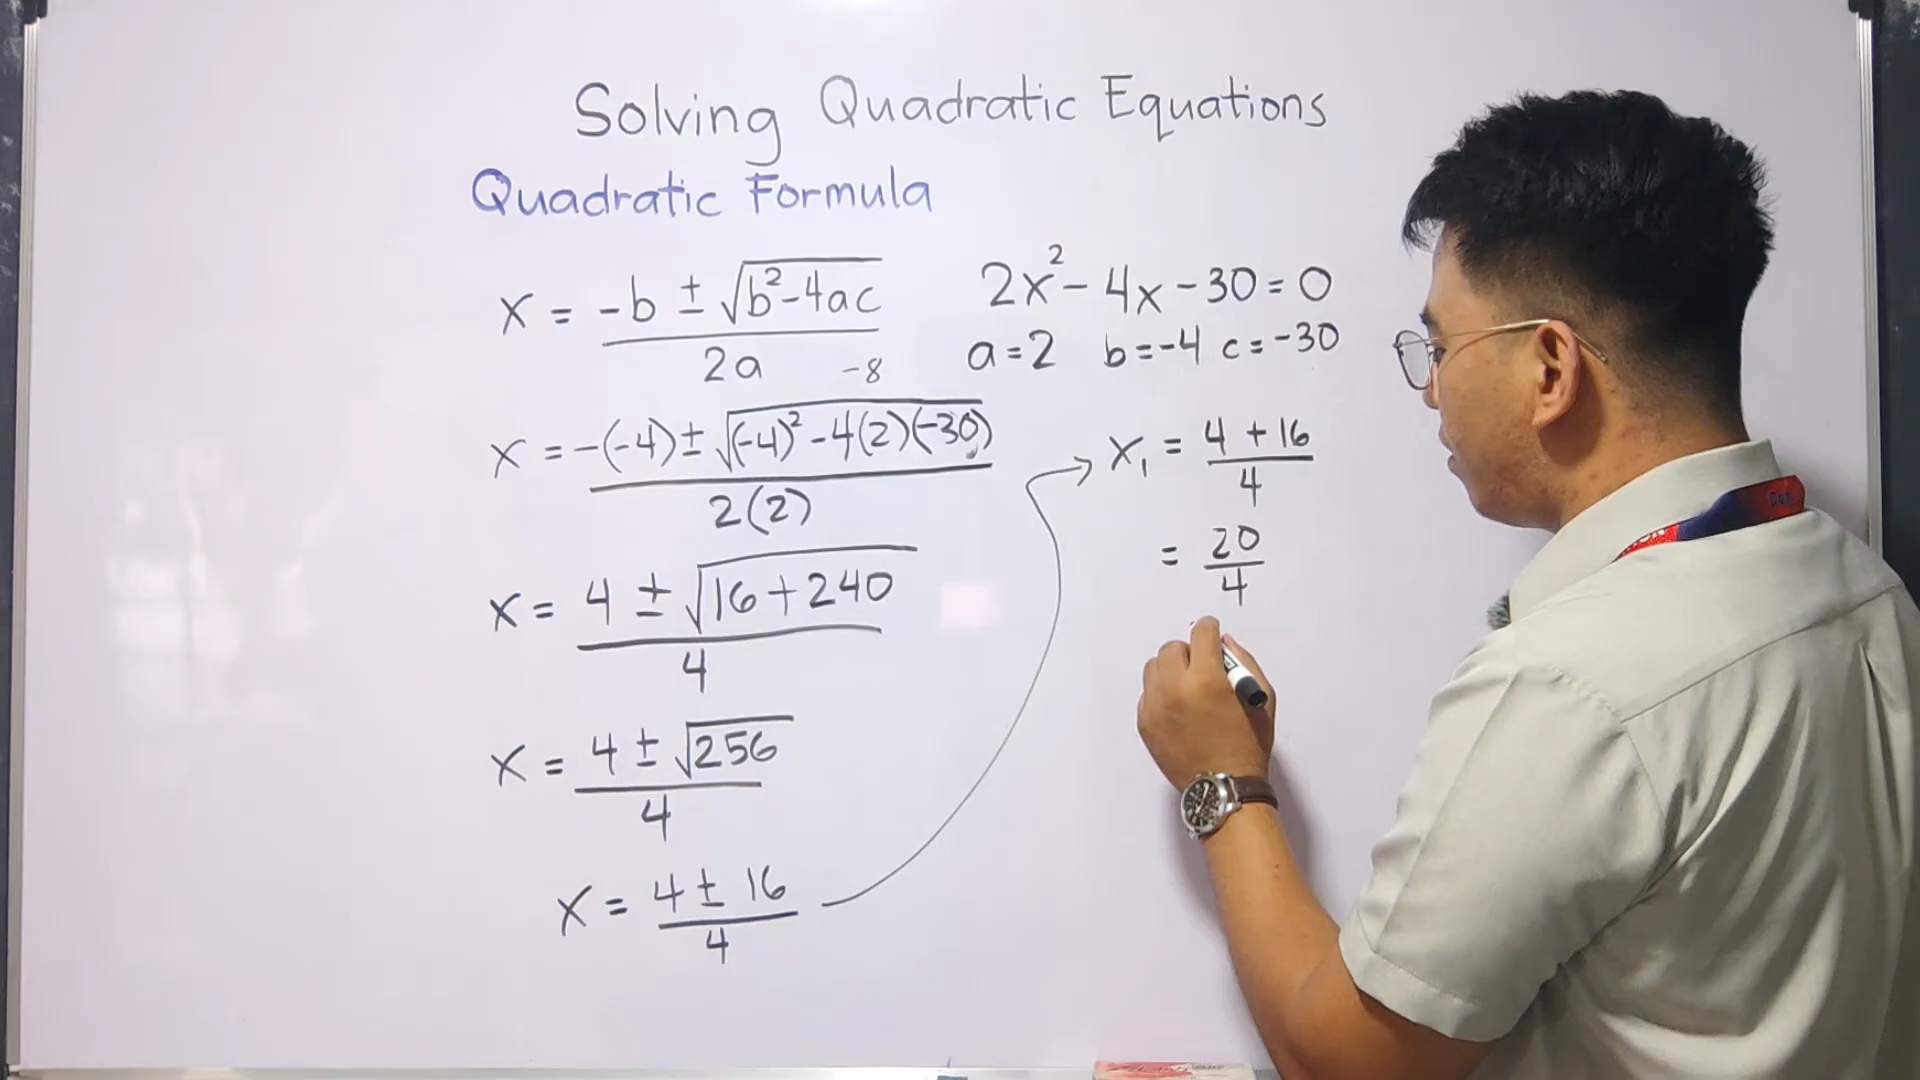 Solving Quadratic Equations
Quadratic Formula
x = -b ± √b²-4ac / 2a
-8
x = -(-4) ± √(-4)² - 4(2)(-30) / 2(2)
x = 4 ± √16+240 / 4
x = 4 ± √256 / 4
x = 4 ± 16 / 4
2x² - 4x - 30 = 0
a = 2 b = -4 c = -30
x₁ = 4 + 16 / 4
= 20 / 4